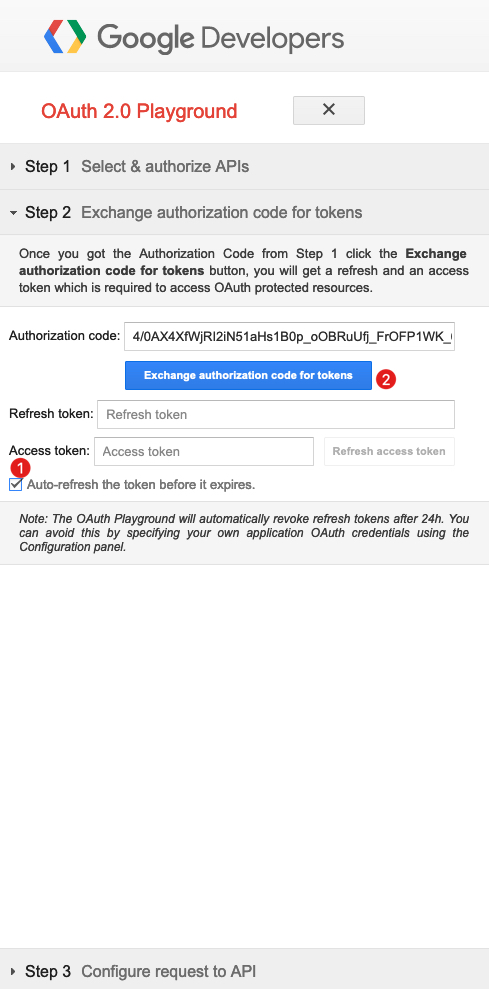 Google Developers
OAuth 2.0 Playground
Step 1 Select & authorize APIs
Step 2 Exchange authorization code for tokens
Once you got the Authorization Code from Step 1 click the Exchange
authorization code for tokens button, you will get a refresh and an access
token which is required to access OAuth protected resources.
Authorization code: 4/0AX4XfWjRI2iN51aHs1B0p_oOBRuUfj_FrOFP1WK_
Exchange authorization code for tokens 2
Refresh token: Refresh token
Access token: Access token Refresh access token
1
Auto-refresh the token before it expires.
Note: The OAuth Playground will automatically revoke refresh tokens after 24h. You
can avoid this by specifying your own application OAuth credentials using the
Configuration panel.
Step 3 Configure request to API